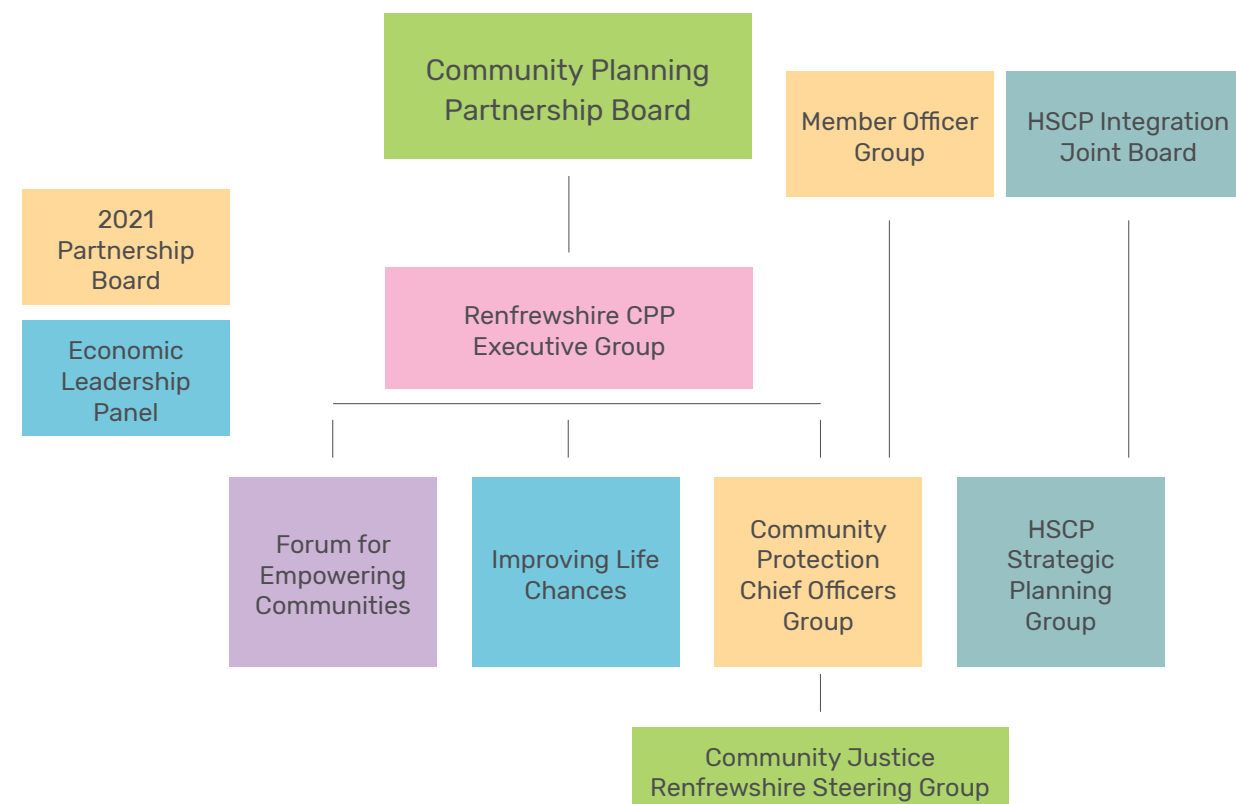 Community Planning
Partnership Board
Member Officer
Group
HSCP Integration
Joint Board
2021
Partnership
Board
Economic
Leadership
Panel
Renfrewshire CPP
Executive Group
Forum for
Empowering
Communities
Improving Life
Chances
Community
Protection
Chief Officers
Group
HSCP
Strategic
Planning
Group
Community Justice
Renfrewshire Steering Group